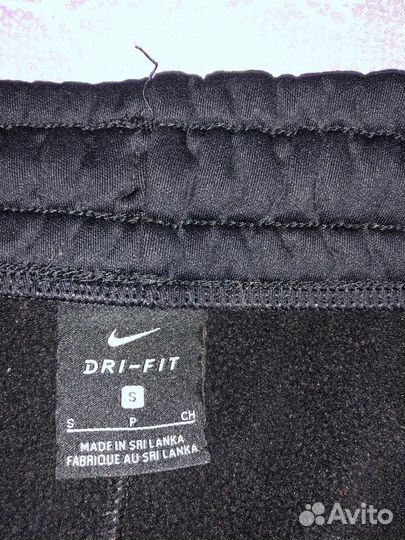 DRI-FIT
S
S P CH
MADE IN SRI LANKA
FABRIQUE AU SRI LANKA
Avito